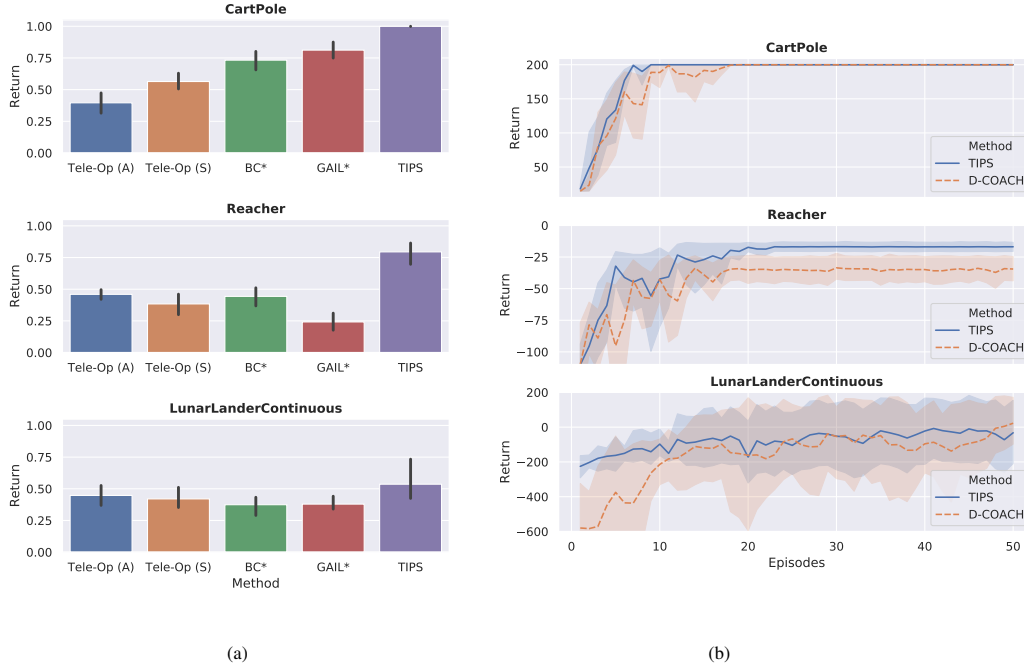 CartPole
1.00
0.75
0.50
0.25
0.00
Return
Tele-Op (A) Tele-Op (S) BC* GAIL* TIPS
Reacher
1.00
0.75
0.50
0.25
0.00
Return
Tele-Op (A) Tele-Op (S) BC* GAIL* TIPS
LunarLanderContinuous
1.00
0.75
0.50
0.25
0.00
Return
Tele-Op (A) Tele-Op (S) BC* GAIL* TIPS
Method
(a)
CartPole
200
150
100
50
Return
Method
TIPS
D-COACH
Reacher
0
−25
−50
−75
−100
Return
Method
TIPS
D-COACH
LunarLanderContinuous
200
0
−200
−400
−600
Return
Method
TIPS
D-COACH
0 10 20 30 40 50
Episodes
(b)